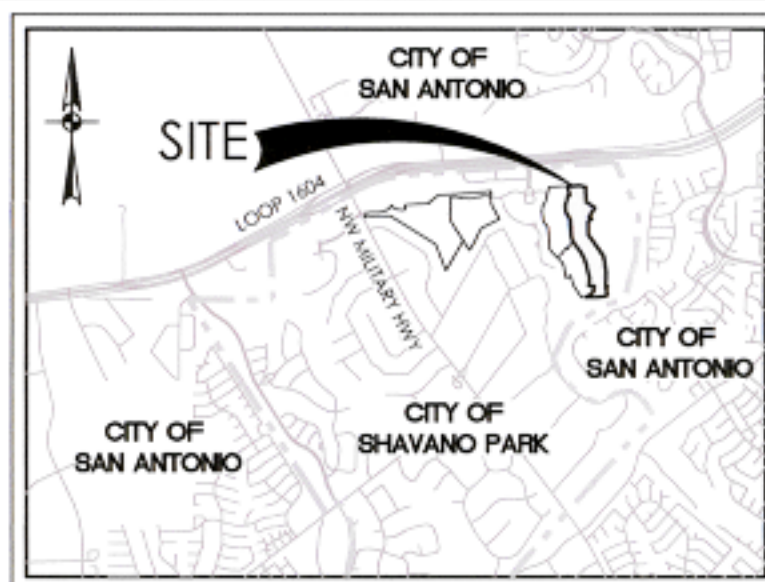 CITY OF
SAN ANTONIO
SITE
LOOP 1604
NW MILITARY HWY
CITY OF
SAN ANTONIO
CITY OF
SHAVANO PARK
CITY OF
SAN ANTONIO